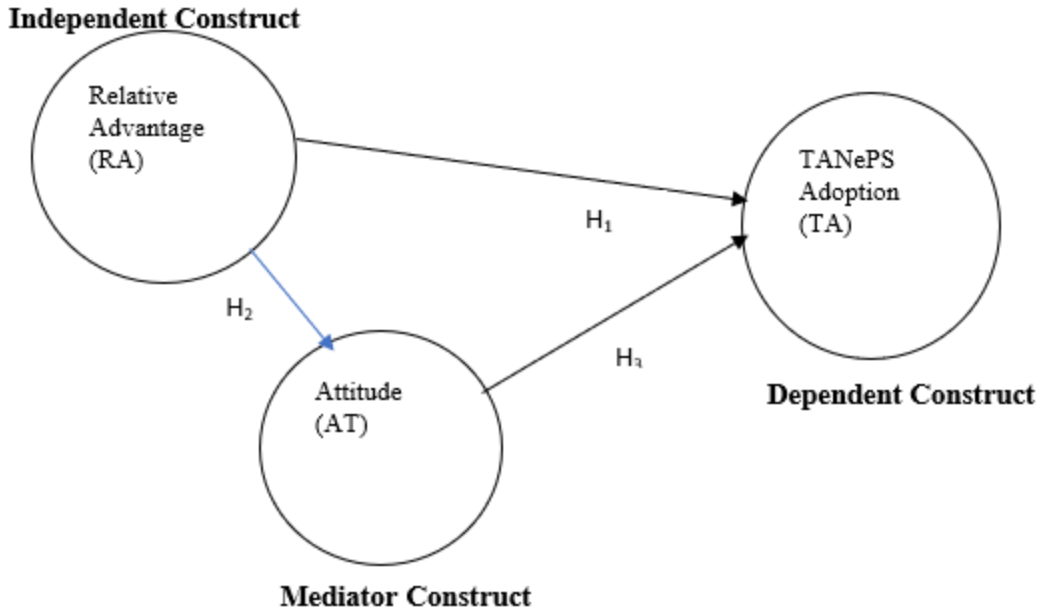 Independent Construct
Relative
Advantage
(RA)
TANePS
Adoption
(TA)
H₁
H₂
H₃
Attitude
(AT)
Dependent Construct
Mediator Construct